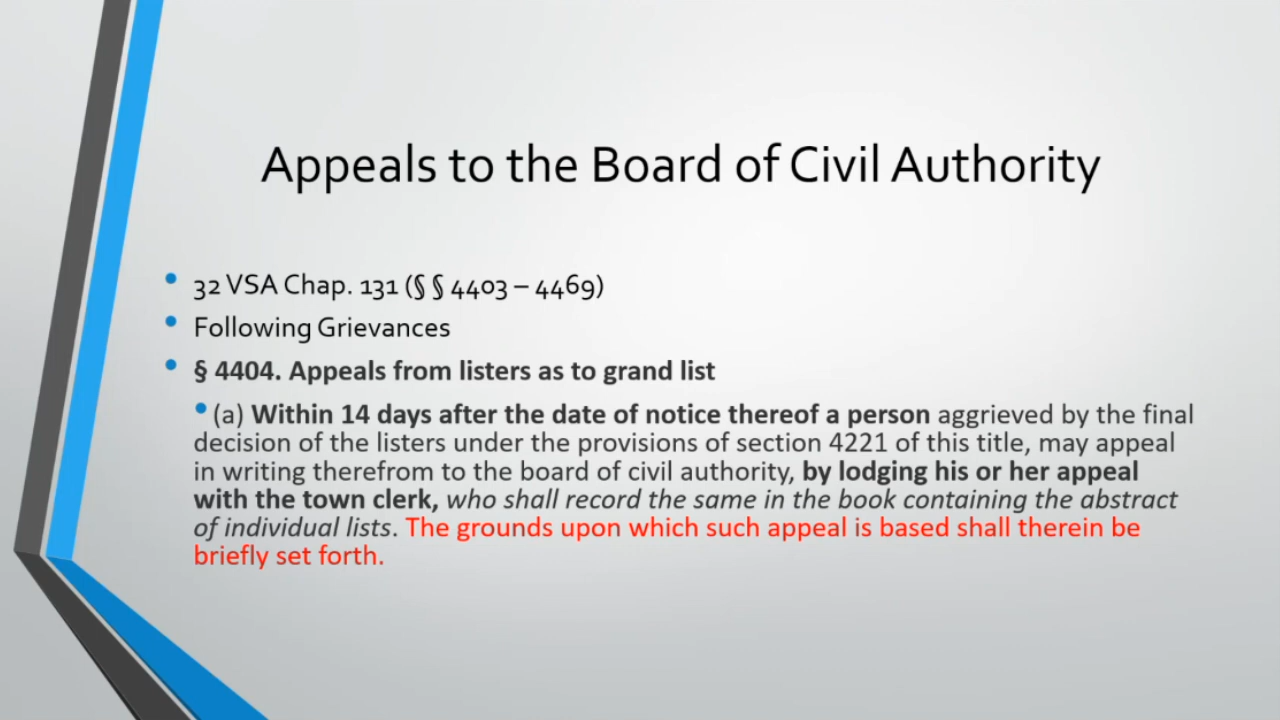 Appeals to the Board of Civil Authority
• 32 VSA Chap. 131 (§ § 4403 – 4469)
• Following Grievances
• § 4404. Appeals from listers as to grand list
• (a) Within 14 days after the date of notice thereof a person aggrieved by the final
decision of the listers under the provisions of section 4221 of this title, may appeal
in writing therefrom to the board of civil authority, by lodging his or her appeal
with the town clerk, who shall record the same in the book containing the abstract
of individual lists. The grounds upon which such appeal is based shall therein be
briefly set forth.